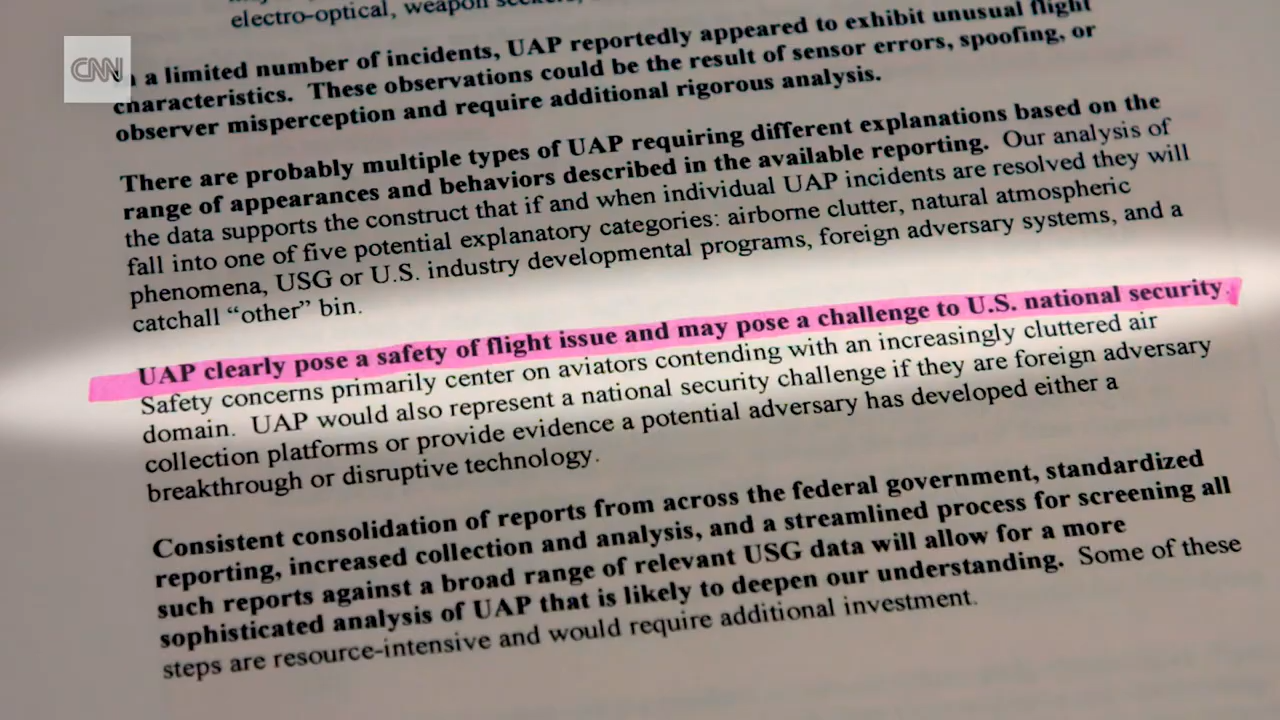 electro-optical, weapon seekers,
CNN
a limited number of incidents, UAP reportedly appeared to exhibit unusual flight
characteristics. These observations could be the result of sensor errors, spoofing, or
observer misperception and require additional rigorous analysis.
There are probably multiple types of UAP requiring different explanations based on the
range of appearances and behaviors described in the available reporting. Our analysis of
the data supports the construct that if and when individual UAP incidents are resolved they will
fall into one of five potential explanatory categories: airborne clutter, natural atmospheric
phenomena, USG or U.S. industry developmental programs, foreign adversary systems, and a
catchall “other” bin.
UAP clearly pose a safety of flight issue and may pose a challenge to U.S. national security.
Safety concerns primarily center on aviators contending with an increasingly cluttered air
domain. UAP would also represent a national security challenge if they are foreign adversary
collection platforms or provide evidence a potential adversary has developed either a
breakthrough or disruptive technology.
Consistent consolidation of reports from across the federal government, standardized
reporting, increased collection and analysis, and a streamlined process for screening all
such reports against a broad range of relevant USG data will allow for a more
sophisticated analysis of UAP that is likely to deepen our understanding. Some of these
steps are resource-intensive and would require additional investment.